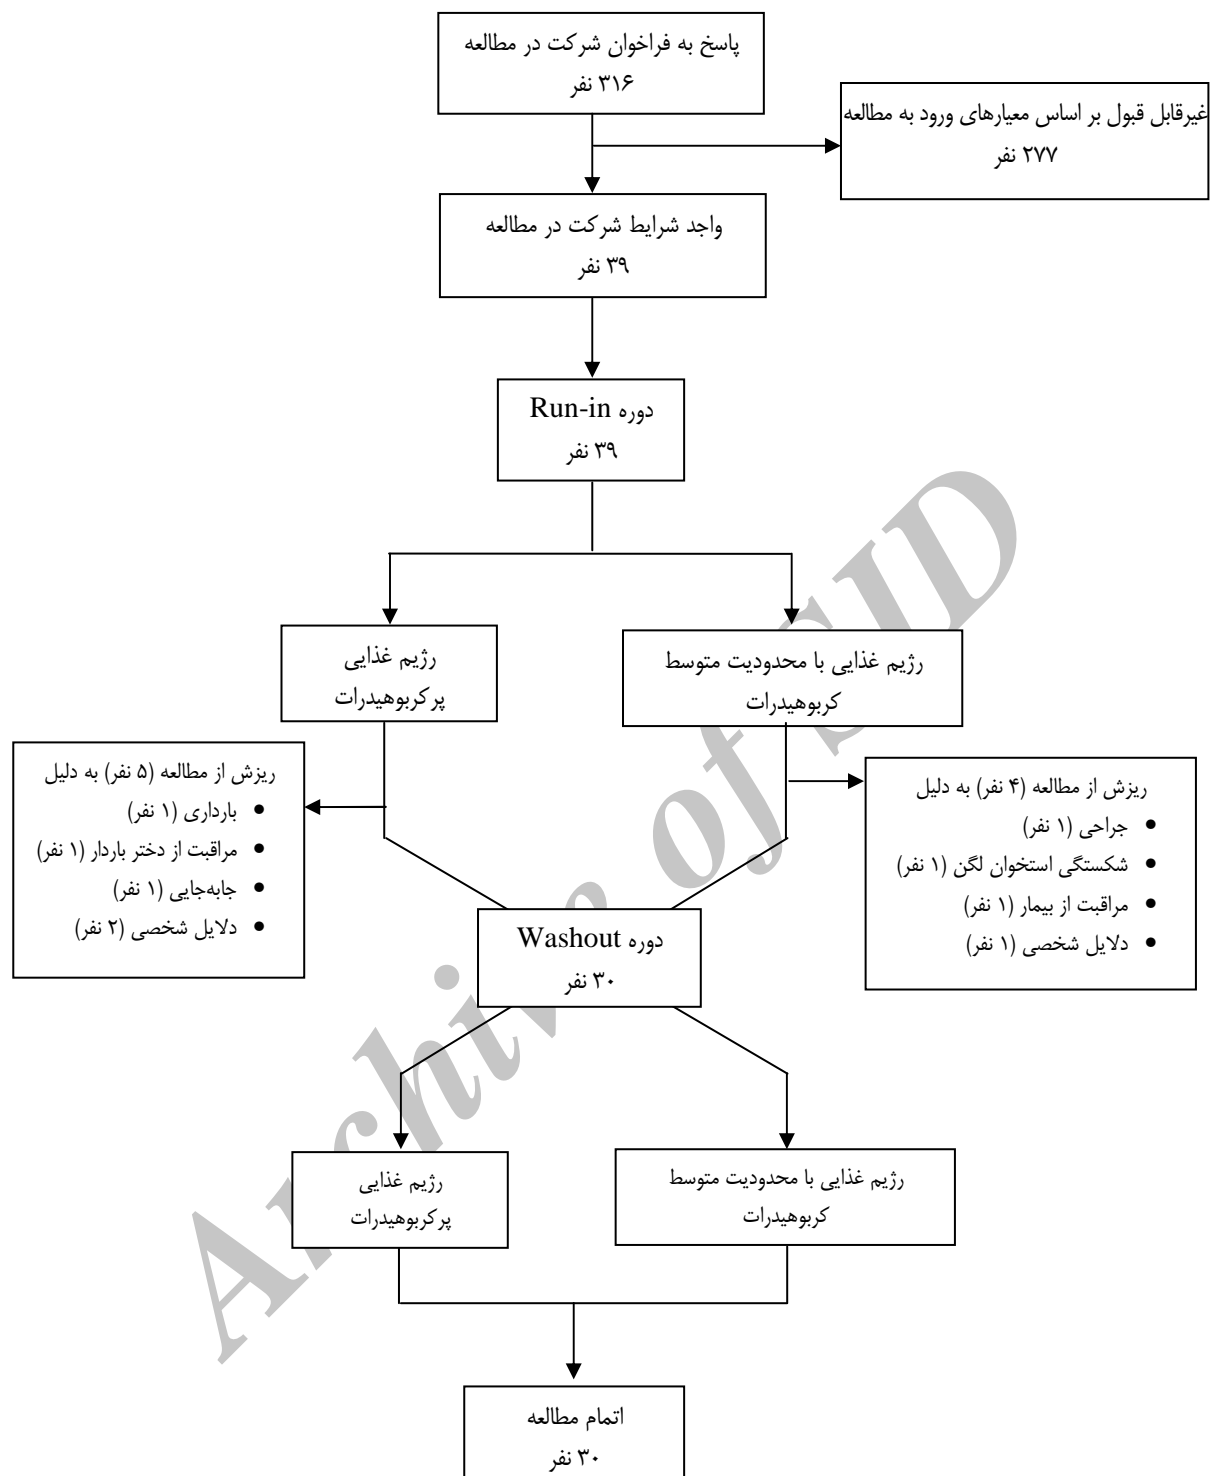 پاسخ به فراخوان شرکت در مطالعه
۳۱۶ نفر
غیرقابل قبول بر اساس معیارهای ورود به مطالعه
۲۷۷ نفر
واجد شرایط شرکت در مطالعه
۳۹ نفر
دوره Run-in
۳۹ نفر
رژیم غذایی با محدودیت متوسط
کربوهیدرات
رژیم غذایی
پرکربوهیدرات
ریزش از مطالعه (۴ نفر) به دلیل
• جراحی (۱ نفر)
• شکستگی استخوان لگن (۱ نفر)
• مراقبت از بیمار (۱ نفر)
• دلایل شخصی (۱ نفر)
ریزش از مطالعه (۵ نفر) به دلیل
• بارداری (۱ نفر)
• مراقبت از دختر باردار (۱ نفر)
• جابه‌جایی (۱ نفر)
• دلایل شخصی (۲ نفر)
دوره Washout
۳۰ نفر
رژیم غذایی با محدودیت متوسط
کربوهیدرات
رژیم غذایی
پرکربوهیدرات
اتمام مطالعه
۳۰ نفر
Archive of SID